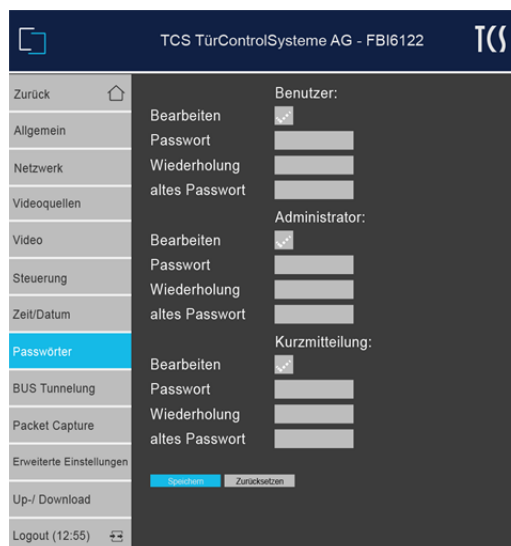 TCS TürControlSysteme AG - FBI6122
TCS
Zurück
Allgemein
Netzwerk
Videoquellen
Video
Steuerung
Zeit/Datum
Passwörter
BUS Tunnelung
Packet Capture
Erweiterte Einstellungen
Up-/ Download
Logout (12:55)
Benutzer:
Bearbeiten
Passwort
Wiederholung
altes Passwort
Administrator:
Bearbeiten
Passwort
Wiederholung
altes Passwort
Kurzmitteilung:
Bearbeiten
Passwort
Wiederholung
altes Passwort
Speichern Zurücksetzen